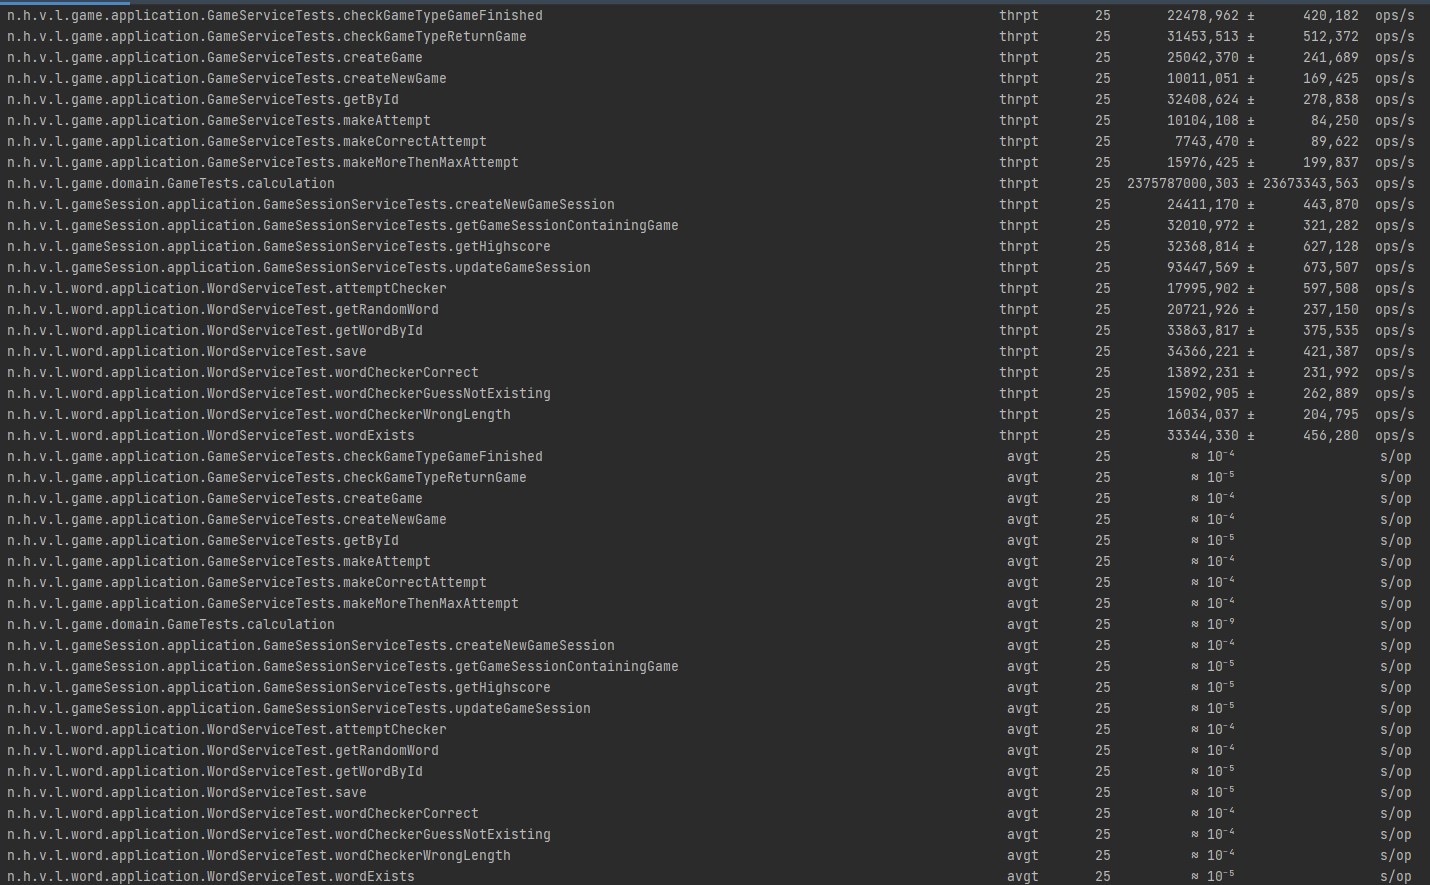 n.h.v.l.game.application.GameServiceTests.checkGameTypeGameFinished thrpt 25 22478,962 ± 420,182 ops/s
n.h.v.l.game.application.GameServiceTests.checkGameTypeReturnGame thrpt 25 31453,513 ± 512,372 ops/s
n.h.v.l.game.application.GameServiceTests.createGame thrpt 25 25042,370 ± 241,689 ops/s
n.h.v.l.game.application.GameServiceTests.createNewGame thrpt 25 10011,051 ± 169,425 ops/s
n.h.v.l.game.application.GameServiceTests.getById thrpt 25 32408,624 ± 278,838 ops/s
n.h.v.l.game.application.GameServiceTests.makeAttempt thrpt 25 10104,108 ± 84,250 ops/s
n.h.v.l.game.application.GameServiceTests.makeCorrectAttempt thrpt 25 7743,470 ± 89,622 ops/s
n.h.v.l.game.application.GameServiceTests.makeMoreThenMaxAttempt thrpt 25 15976,425 ± 199,837 ops/s
n.h.v.l.game.domain.GameTests.calculation thrpt 25 2375787000,303 ± 23673343,563 ops/s
n.h.v.l.gameSession.application.GameSessionServiceTests.createNewGameSession thrpt 25 24411,170 ± 443,870 ops/s
n.h.v.l.gameSession.application.GameSessionServiceTests.getGameSessionContainingGame thrpt 25 32010,972 ± 321,282 ops/s
n.h.v.l.gameSession.application.GameSessionServiceTests.getHighscore thrpt 25 32368,814 ± 627,128 ops/s
n.h.v.l.gameSession.application.GameSessionServiceTests.updateGameSession thrpt 25 93447,569 ± 673,507 ops/s
n.h.v.l.word.application.WordServiceTest.attemptChecker thrpt 25 17995,902 ± 597,508 ops/s
n.h.v.l.word.application.WordServiceTest.getRandomWord thrpt 25 20721,926 ± 237,150 ops/s
n.h.v.l.word.application.WordServiceTest.getWordById thrpt 25 33863,817 ± 375,535 ops/s
n.h.v.l.word.application.WordServiceTest.save thrpt 25 34366,221 ± 421,387 ops/s
n.h.v.l.word.application.WordServiceTest.wordCheckerCorrect thrpt 25 13892,231 ± 231,992 ops/s
n.h.v.l.word.application.WordServiceTest.wordCheckerGuessNotExisting thrpt 25 15902,905 ± 262,889 ops/s
n.h.v.l.word.application.WordServiceTest.wordCheckerWrongLength thrpt 25 16034,037 ± 204,795 ops/s
n.h.v.l.word.application.WordServiceTest.wordExists thrpt 25 33344,330 ± 456,280 ops/s
n.h.v.l.game.application.GameServiceTests.checkGameTypeGameFinished avgt 25 ≈ 10⁻⁴ s/op
n.h.v.l.game.application.GameServiceTests.checkGameTypeReturnGame avgt 25 ≈ 10⁻⁵ s/op
n.h.v.l.game.application.GameServiceTests.createGame avgt 25 ≈ 10⁻⁴ s/op
n.h.v.l.game.application.GameServiceTests.createNewGame avgt 25 ≈ 10⁻⁴ s/op
n.h.v.l.game.application.GameServiceTests.getById avgt 25 ≈ 10⁻⁵ s/op
n.h.v.l.game.application.GameServiceTests.makeAttempt avgt 25 ≈ 10⁻⁴ s/op
n.h.v.l.game.application.GameServiceTests.makeCorrectAttempt avgt 25 ≈ 10⁻⁴ s/op
n.h.v.l.game.application.GameServiceTests.makeMoreThenMaxAttempt avgt 25 ≈ 10⁻⁴ s/op
n.h.v.l.game.domain.GameTests.calculation avgt 25 ≈ 10⁻⁹ s/op
n.h.v.l.gameSession.application.GameSessionServiceTests.createNewGameSession avgt 25 ≈ 10⁻⁴ s/op
n.h.v.l.gameSession.application.GameSessionServiceTests.getGameSessionContainingGame avgt 25 ≈ 10⁻⁵ s/op
n.h.v.l.gameSession.application.GameSessionServiceTests.getHighscore avgt 25 ≈ 10⁻⁵ s/op
n.h.v.l.gameSession.application.GameSessionServiceTests.updateGameSession avgt 25 ≈ 10⁻⁵ s/op
n.h.v.l.word.application.WordServiceTest.attemptChecker avgt 25 ≈ 10⁻⁴ s/op
n.h.v.l.word.application.WordServiceTest.getRandomWord avgt 25 ≈ 10⁻⁴ s/op
n.h.v.l.word.application.WordServiceTest.getWordById avgt 25 ≈ 10⁻⁵ s/op
n.h.v.l.word.application.WordServiceTest.save avgt 25 ≈ 10⁻⁵ s/op
n.h.v.l.word.application.WordServiceTest.wordCheckerCorrect avgt 25 ≈ 10⁻⁴ s/op
n.h.v.l.word.application.WordServiceTest.wordCheckerGuessNotExisting avgt 25 ≈ 10⁻⁴ s/op
n.h.v.l.word.application.WordServiceTest.wordCheckerWrongLength avgt 25 ≈ 10⁻⁴ s/op
n.h.v.l.word.application.WordServiceTest.wordExists avgt 25 ≈ 10⁻⁵ s/op